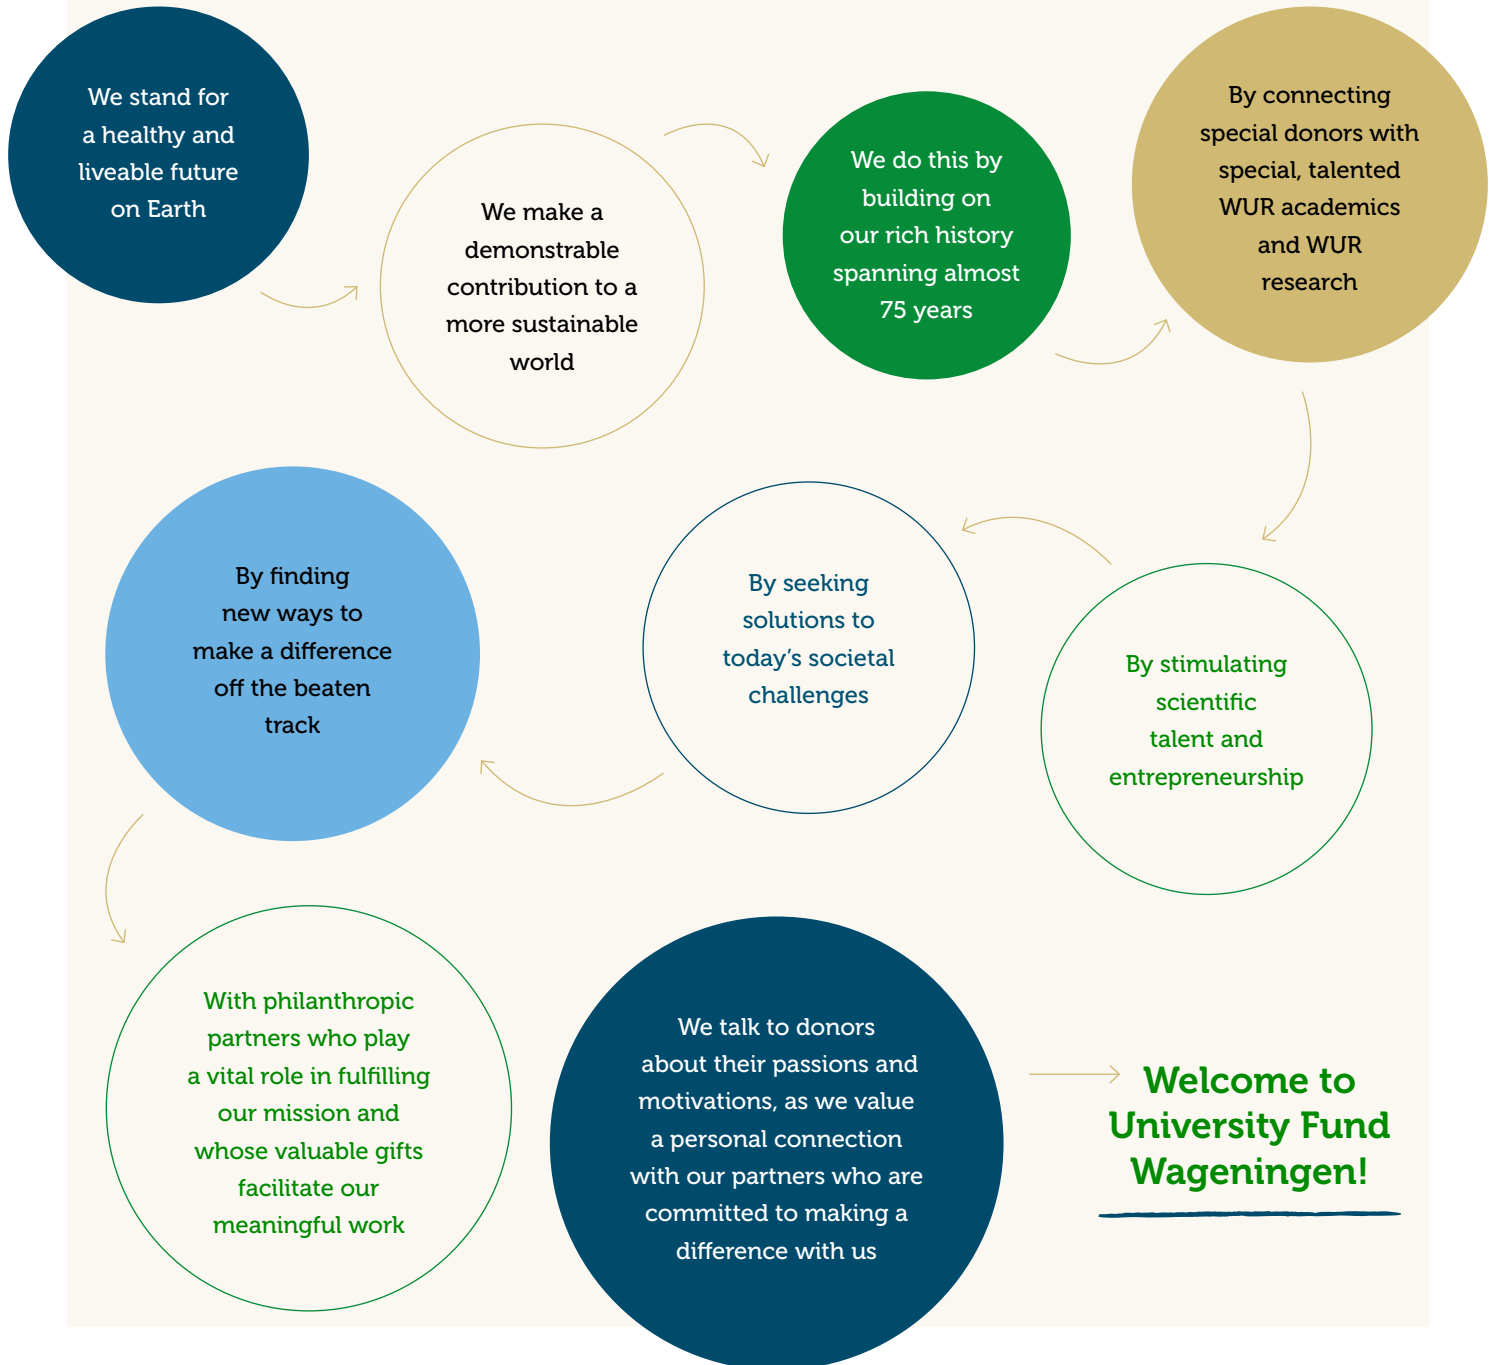 We stand for
a healthy and
liveable future
on Earth
We make a
demonstrable
contribution to a
more sustainable
world
We do this by
building on
our rich history
spanning almost
75 years
By connecting
special donors with
special, talented
WUR academics
and WUR
research
By stimulating
scientific
talent and
entrepreneurship
By seeking
solutions to
today's societal
challenges
By finding
new ways to
make a difference
off the beaten
track
With philanthropic
partners who play
a vital role in fulfilling
our mission and
whose valuable gifts
facilitate our
meaningful work
We talk to donors
about their passions and
motivations, as we value
a personal connection
with our partners who are
committed to making a
difference with us
Welcome to
University Fund
Wageningen!